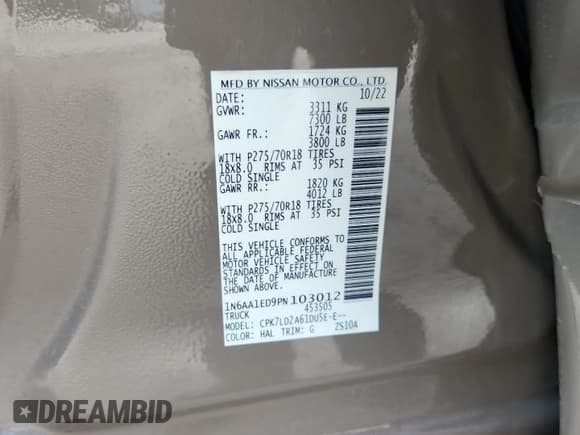 MFD BY NISSAN MOTOR CO., LTD.
DATE: 10/22
GVWR: 3311 KG
7300 LB
GAWR FR.: 1724 KG
3800 LB
WITH P275/70R18 TIRES
18X8.0 RIMS AT 35 PSI
COLD SINGLE
GAWR RR.: 1820 KG
4012 LB
WITH P275/70R18 TIRES
18X8.0 RIMS AT 35 PSI
COLD SINGLE
THIS VEHICLE CONFORMS TO
ALL APPLICABLE FEDERAL
MOTOR VEHICLE SAFETY
STANDARDS IN EFFECT ON
THE DATE OF MANUFACTURE
SHOWN ABOVE.
1N6AA1ED9PN103012
TRUCK 453505
MODEL: CPK7LD2A61DU5E-E--
COLOR: HAL TRIM: G 2S10A
DREAMBID